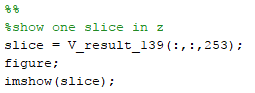 %%
%show one slice in z
slice = V_result_139(:,:,253);
figure;
imshow(slice);